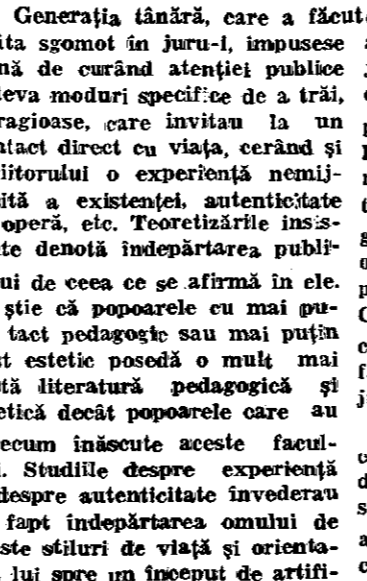 Generația tânără, care a făcut
ita sgomot în juru-i, impusese
nă de curând atenției publice
teva moduri specifice de a trăi,
ragioase, care invitau la un
ntact direct cu viața, cerând și
iitorului o experiență nemij-
ită a existenței, autenticitate
operă, etc. Teoretizările insis-
te denotă îndepărtarea publi-
ui de ceea ce se afirmă în ele.
știe că popoarele cu mai pu-
tact pedagogic sau mai puțin
st estetic posedă o mult mai
tă literatură pedagogică și
etică decât popoarele care au
ecum înăscute aceste facul-
i. Studiile despre experiență
despre autenticitate învederau
fapt îndepărtarea omului de
ste stiluri de viață și orienta-
lui spre un început de artifi-